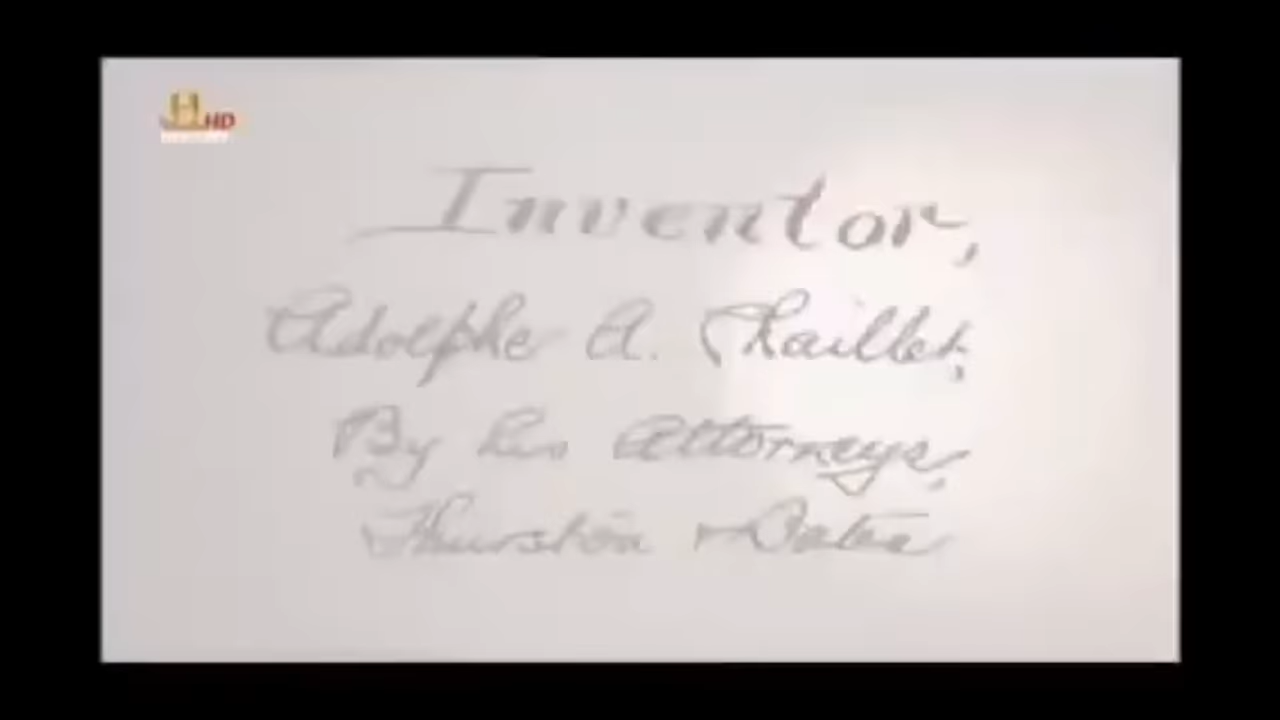 H HD
Inventor,
Adolphe A. Chaillet,
By his Attorneys,
Thurston & Bates